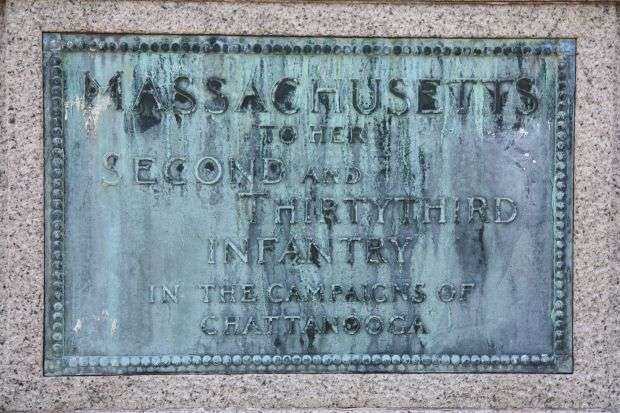 MASSACHUSETTS
TO HER
SECOND AND
THIRTYTHIRD
INFANTRY
IN THE CAMPAIGNS OF
CHATTANOOGA